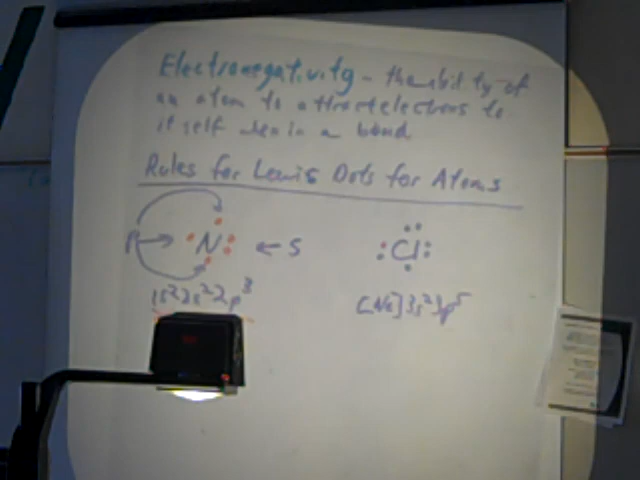 Electronegativity - the ability of
an atom to attract electrons to
itself when in a bond
Rules for Lewis Dots for Atoms
P → N ← S
Cl
1s²2s²2p³
[Ne]3s²3p⁵